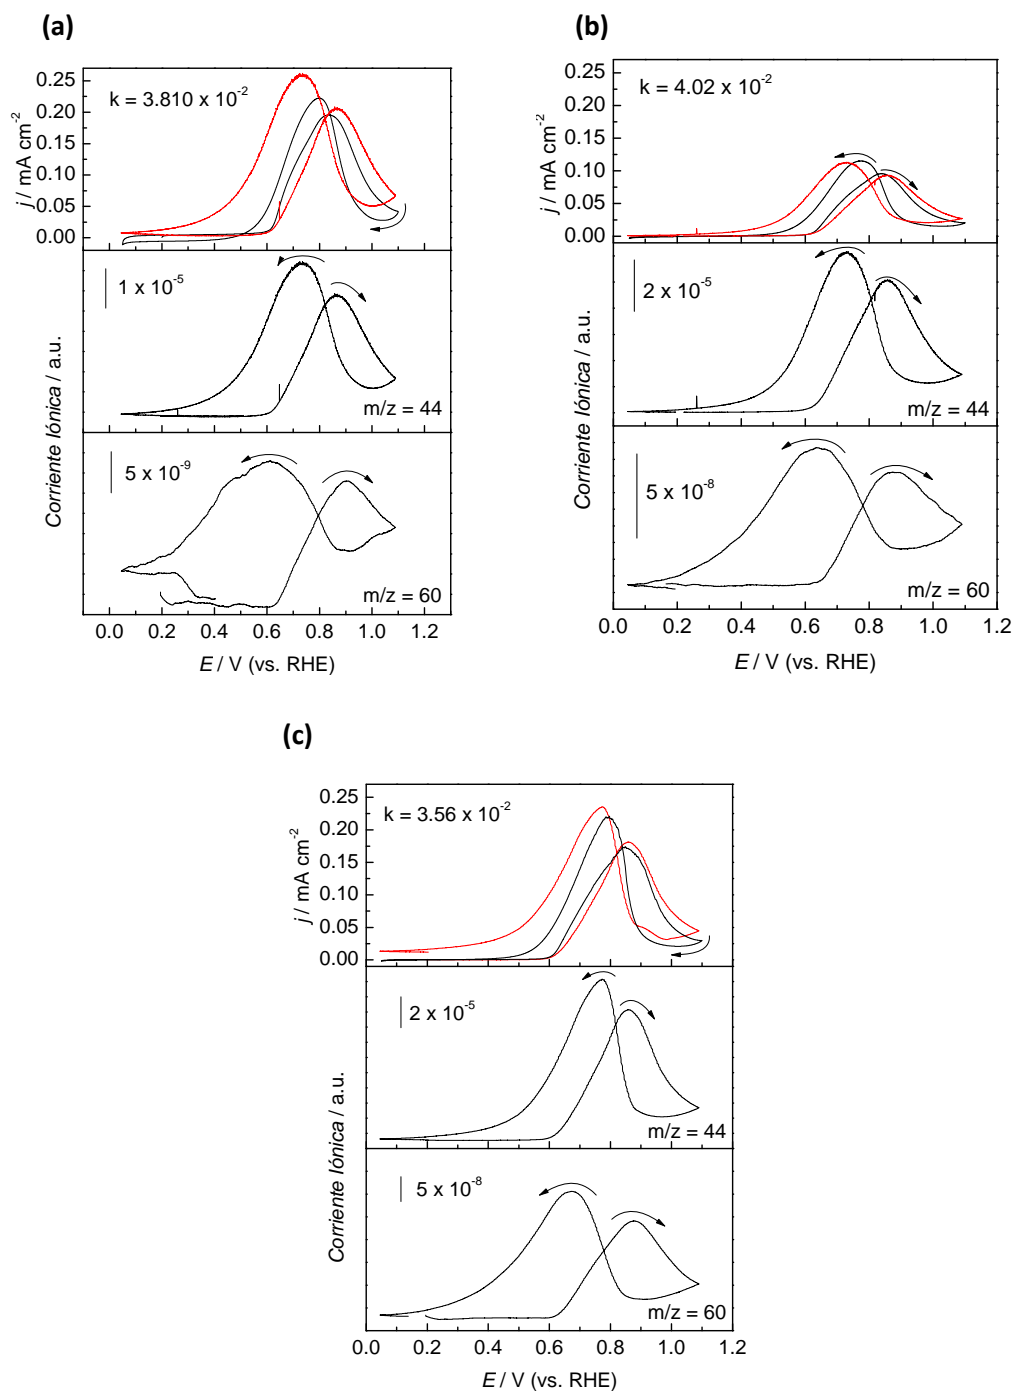 (a)
k = 3.810 x 10⁻²
j / mA cm⁻²
0.25
0.20
0.15
0.10
0.05
0.00
1 x 10⁻⁵
m/z = 44
Corriente Iónica / a.u.
5 x 10⁻⁹
m/z = 60
0.0 0.2 0.4 0.6 0.8 1.0 1.2
E / V (vs. RHE)
(b)
k = 4.02 x 10⁻²
j / mA cm⁻²
0.25
0.20
0.15
0.10
0.05
0.00
2 x 10⁻⁵
m/z = 44
Corriente Iónica / a.u.
5 x 10⁻⁸
m/z = 60
0.0 0.2 0.4 0.6 0.8 1.0 1.2
E / V (vs. RHE)
(c)
k = 3.56 x 10⁻²
j / mA cm⁻²
0.25
0.20
0.15
0.10
0.05
0.00
2 x 10⁻⁵
m/z = 44
Corriente Iónica / a.u.
5 x 10⁻⁸
m/z = 60
0.0 0.2 0.4 0.6 0.8 1.0 1.2
E / V (vs. RHE)